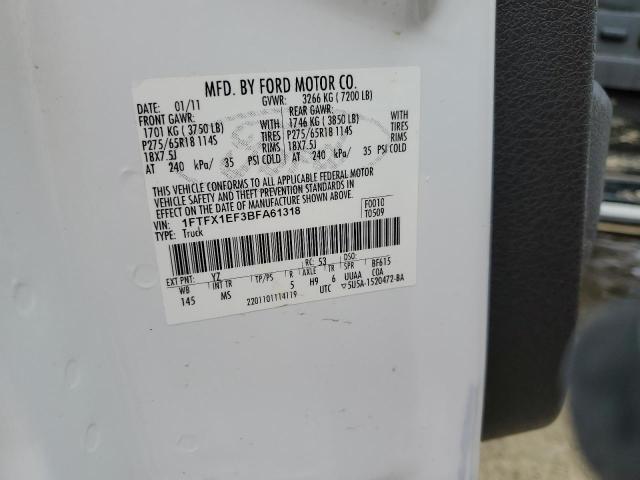 MFD. BY FORD MOTOR CO.
DATE: 01/11 GVWR: 3266 KG ( 7200 LB)
FRONT GAWR: REAR GAWR:
1701 KG ( 3750 LB) WITH 1746 KG ( 3850 LB) WITH
P275/65R18 114S TIRES P275/65R18 114S TIRES
18X7.5J RIMS 18X7.5J RIMS
AT 240 kPa/ 35 PSI COLD AT 240 kPa/ 35 PSI COLD
THIS VEHICLE CONFORMS TO ALL APPLICABLE FEDERAL MOTOR
VEHICLE SAFETY AND THEFT PREVENTION STANDARDS IN
EFFECT ON THE DATE OF MANUFACTURE SHOWN ABOVE.
VIN: 1FTFX1EF3BFA61318 F0010
TYPE: Truck T0509
EXT PNT: YZ RC: 53 DSO:
WB INT TR TP/PS R AXLE TR SPR BF615
145 MS 5 H9 6 UUAA COA
2201101114119 UTC 5U5A-1520472-BA